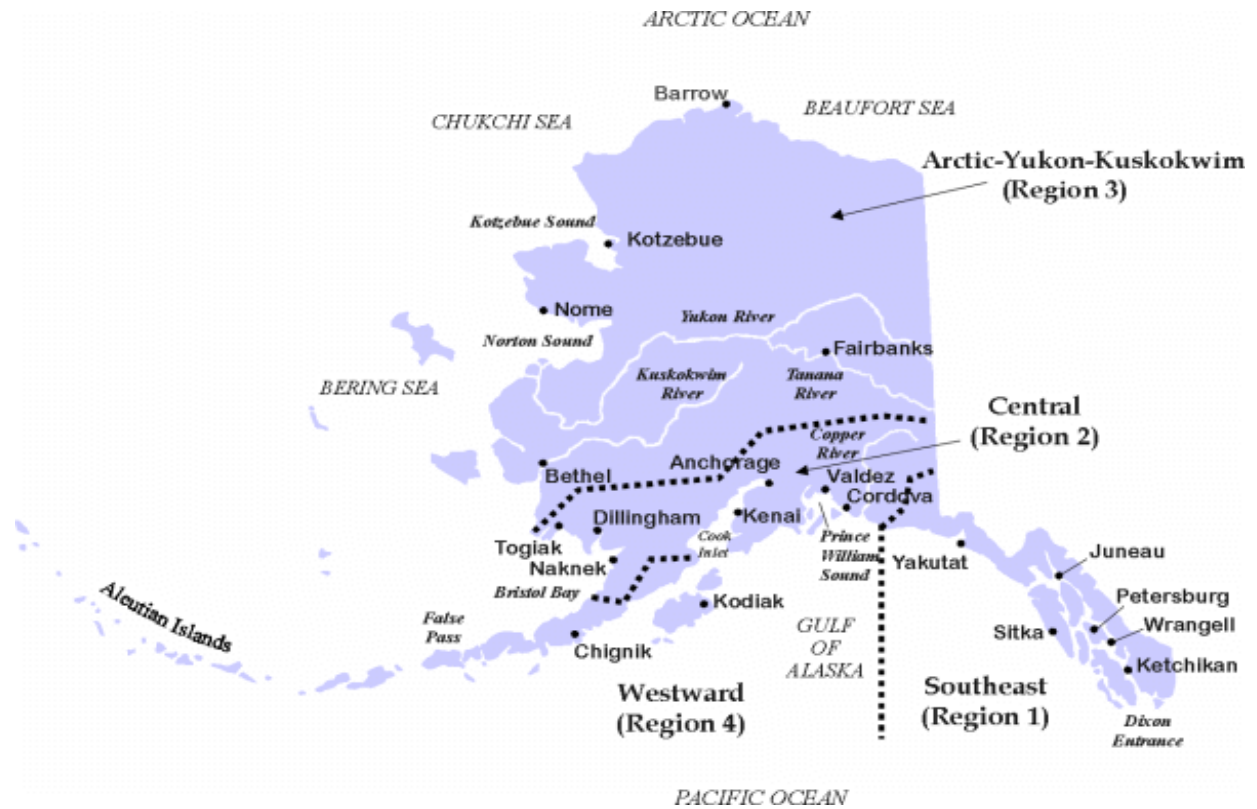 ARCTIC OCEAN
Barrow
BEAUFORT SEA
CHUKCHI SEA
Arctic-Yukon-Kuskokwim
(Region 3)
Kotzebue Sound
Kotzebue
Nome
Yukon River
Norton Sound
Fairbanks
BERING SEA
Kuskokwim
River
Tanana
River
Central
(Region 2)
Copper
River
Anchorage
Bethel
Valdez
Cordova
Dillingham
Kenai
Togiak
Cook
Inlet
Prince
William
Sound
Yakutat
Naknek
Juneau
Bristol Bay
Kodiak
Petersburg
Aleutian Islands
False
Pass
Chignik
GULF
OF
ALASKA
Sitka
Wrangell
Ketchikan
Westward
(Region 4)
Southeast
(Region 1)
Dixon
Entrance
PACIFIC OCEAN